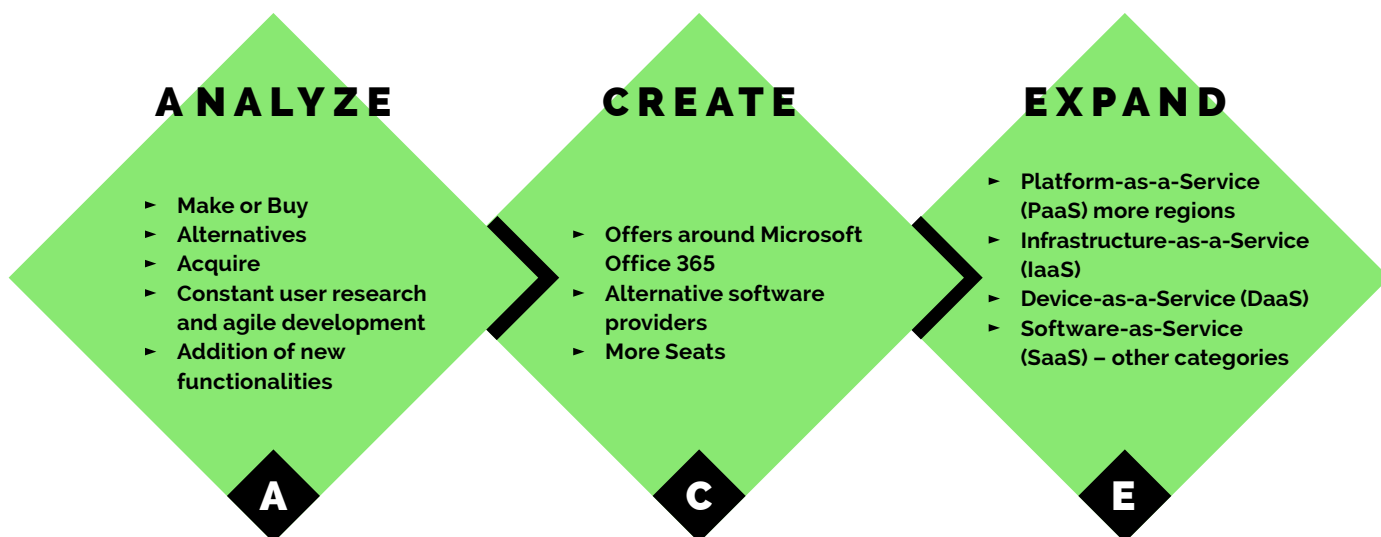 ANALYZE
► Make or Buy
► Alternatives
► Acquire
► Constant user research
and agile development
► Addition of new
functionalities
A
CREATE
► Offers around Microsoft
Office 365
► Alternative software
providers
► More Seats
C
EXPAND
► Platform-as-a-Service
(PaaS) more regions
► Infrastructure-as-a-Service
(IaaS)
► Device-as-a-Service (DaaS)
► Software-as-Service
(SaaS) – other categories
E